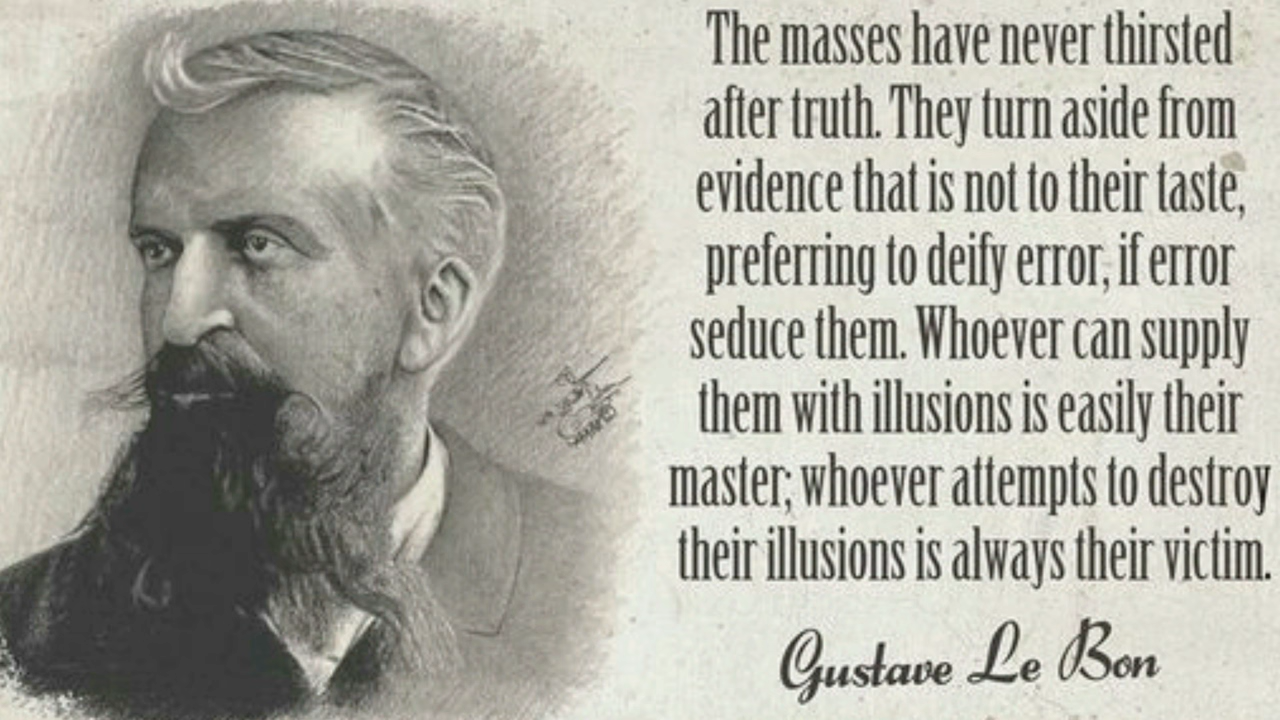 The masses have never thirsted
after truth. They turn aside from
evidence that is not to their taste,
preferring to deify error, if error
seduce them. Whoever can supply
them with illusions is easily their
master; whoever attempts to destroy
their illusions is always their victim.
Gustave Le Bon